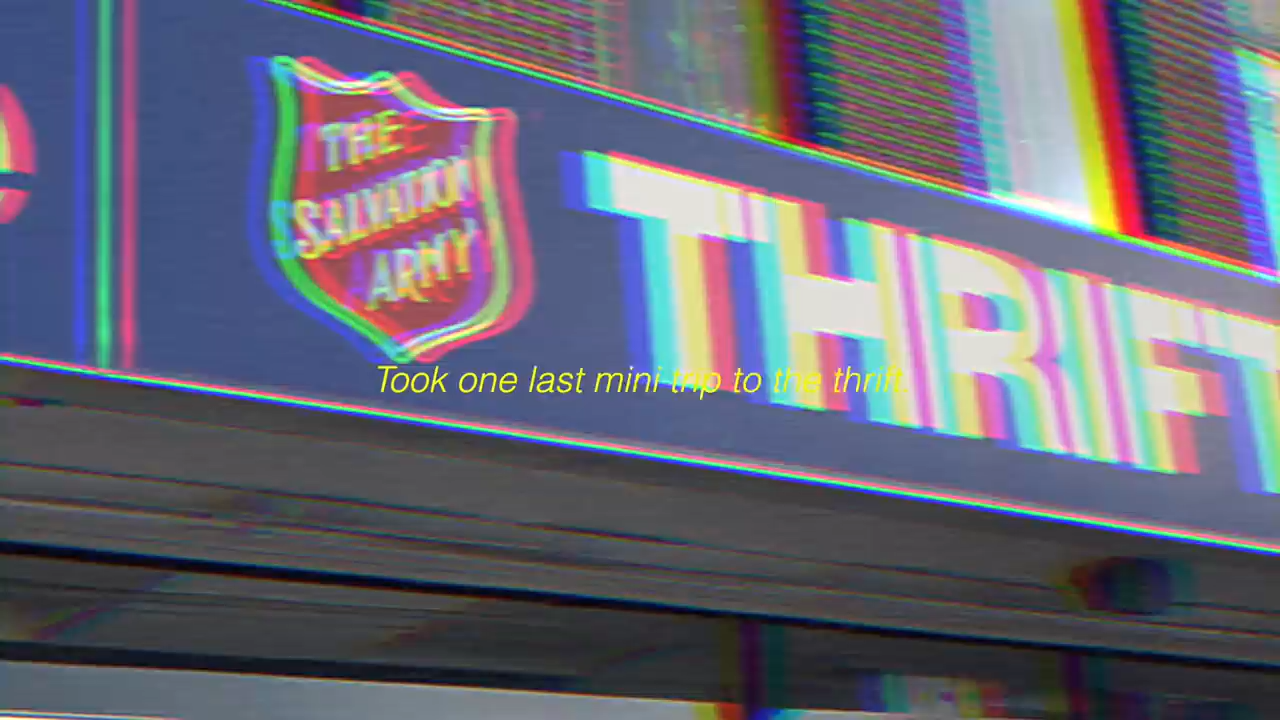 THE
SALVATION
ARMY
THRIFT
Took one last mini trip to the thrift.